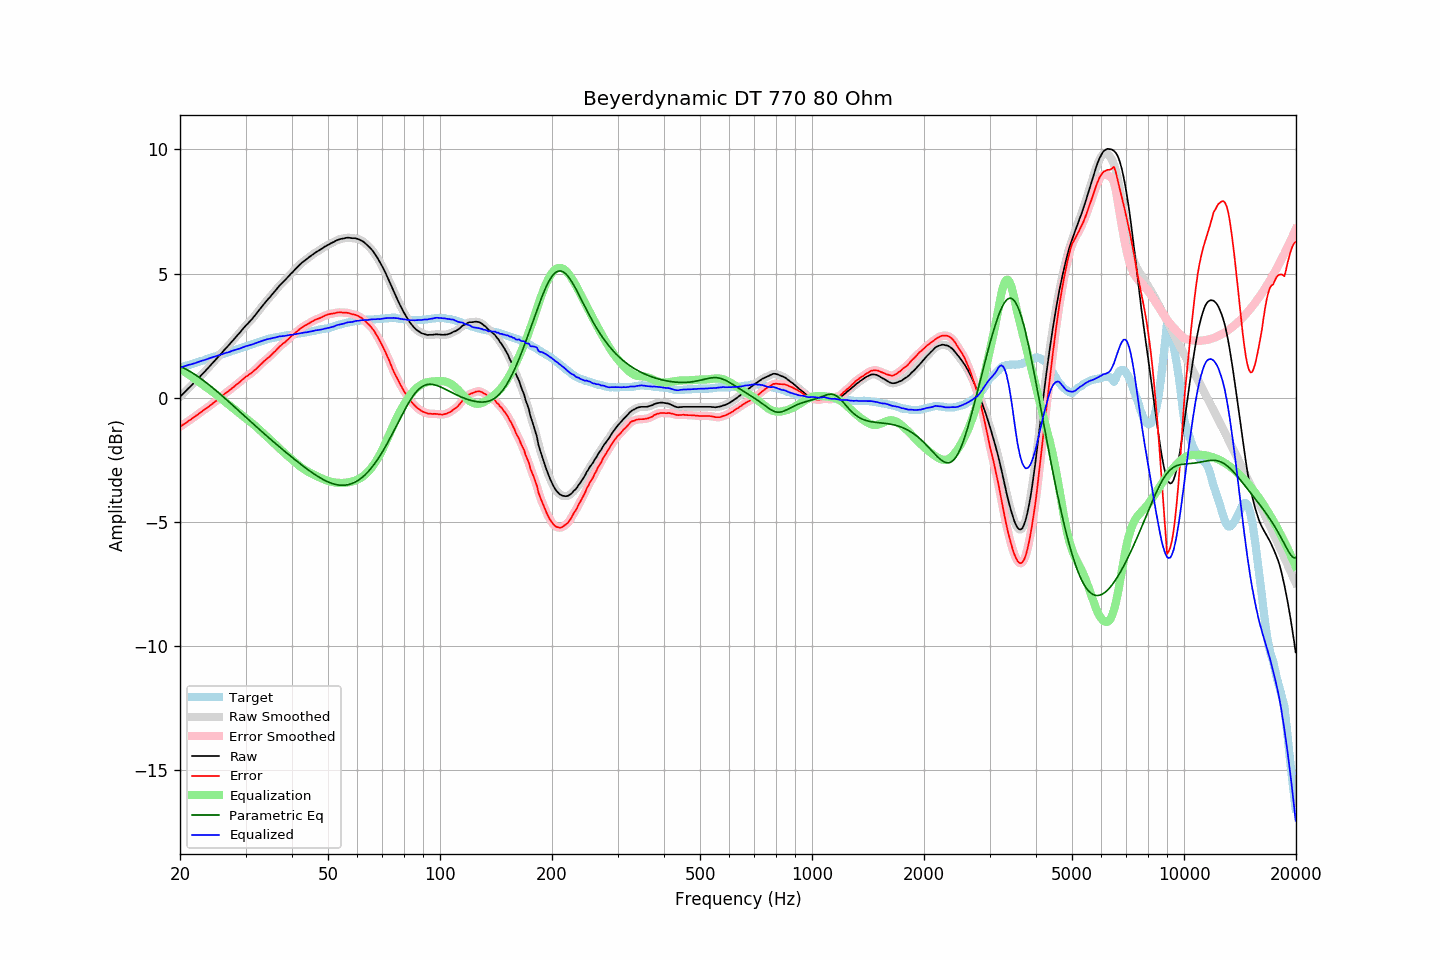 Beyerdynamic DT 770 80 Ohm
Amplitude (dBr)
10
5
0
−5
−10
−15
Target
Raw Smoothed
Error Smoothed
Raw
Error
Equalization
Parametric Eq
Equalized
20 50 100 200 500 1000 2000 5000 10000 20000
Frequency (Hz)